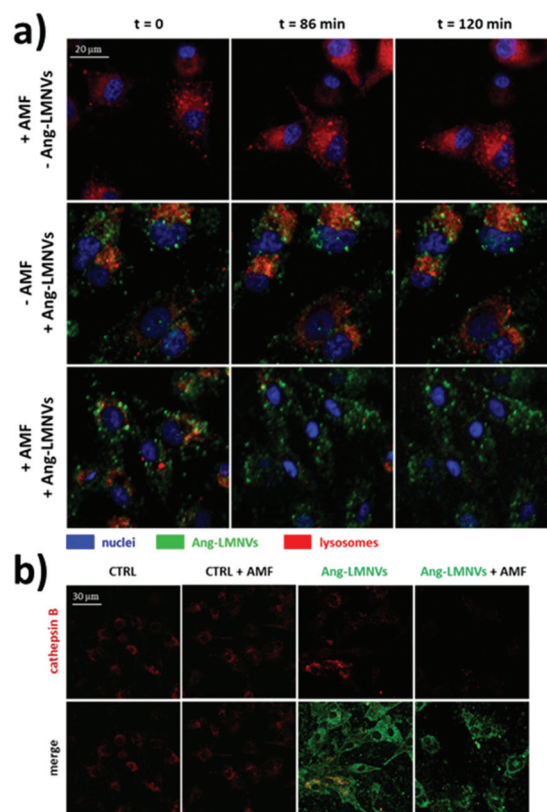 a)
t = 0
t = 86 min
t = 120 min
20 µm
+ AMF
- Ang-LMNVs
- AMF
+ Ang-LMNVs
+ AMF
+ Ang-LMNVs
nuclei
Ang-LMNVs
lysosomes
b)
CTRL
CTRL + AMF
Ang-LMNVs
Ang-LMNVs + AMF
30 µm
cathepsin B
merge